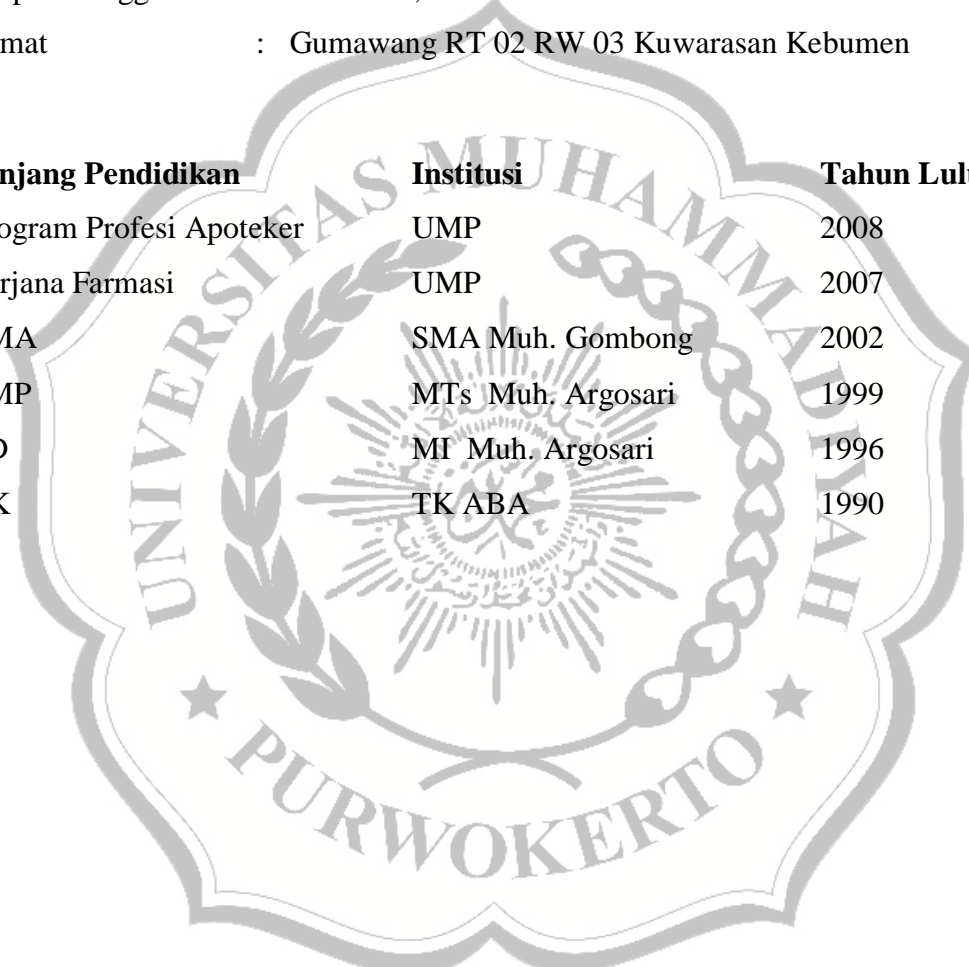 mat : Gumawang RT 02 RW 03 Kuwarasan Kebumen
njang Pendidikan Institusi Tahun Lulu
ogram Profesi Apoteker UMP 2008
rjana Farmasi UMP 2007
MA SMA Muh. Gombong 2002
MP MTs Muh. Argosari 1999
D MI Muh. Argosari 1996
K TK ABA 1990
UNIVERSITAS MUHAMMADIYAH
PURWOKERTO